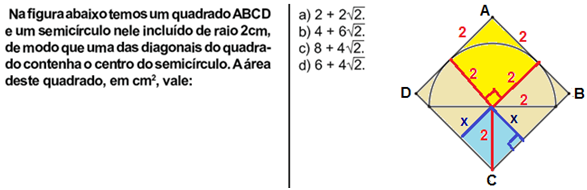 Na figura abaixo temos um quadrado ABCD
e um semicírculo nele incluído de raio 2cm,
de modo que uma das diagonais do quadra-
do contenha o centro do semicírculo. A área
deste quadrado, em cm², vale:
a) 2 + 2√2.
b) 4 + 6√2.
c) 8 + 4√2.
d) 6 + 4√2.
A
2 2
2 2
D 2 B
x x
2
C